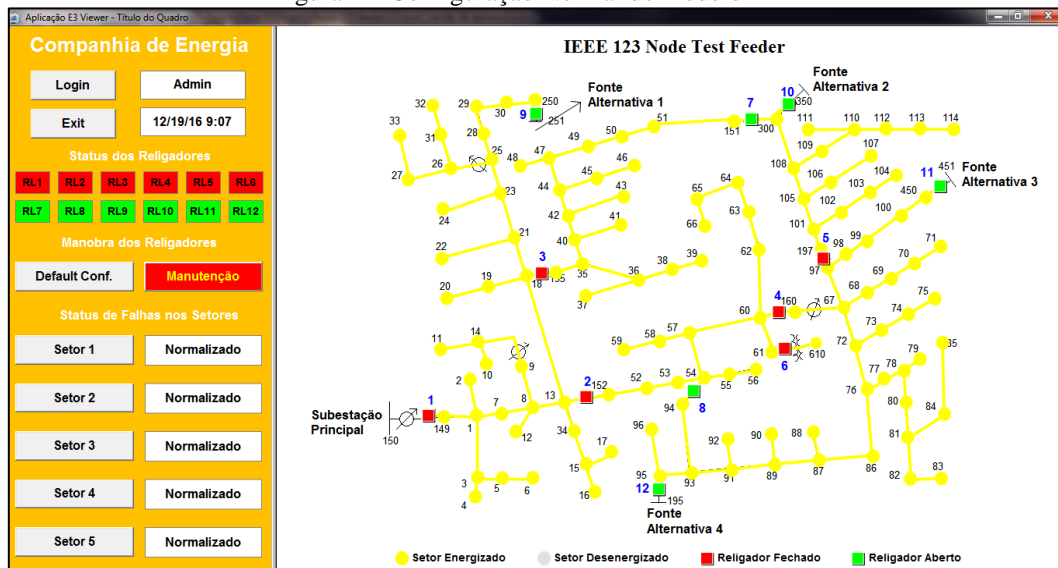 Aplicação E3 Viewer - Título do Quadro
Companhia de Energia
Login
Admin
Exit
12/19/16 9:07
Status dos Religadores
RL1 RL2 RL3 RL4 RL5 RL6
RL7 RL8 RL9 RL10 RL11 RL12
Manobra dos Religadores
Default Conf.
Manutenção
Status de Falhas nos Setores
Setor 1 Normalizado
Setor 2 Normalizado
Setor 3 Normalizado
Setor 4 Normalizado
Setor 5 Normalizado
IEEE 123 Node Test Feeder
Fonte
Alternativa 1
Fonte
Alternativa 2
Fonte
Alternativa 3
Subestação
Principal
Fonte
Alternativa 4
32 29 30 250 9 251 51 151 7 300 10 350
33 31 28 25 48 47 49 50 111 110 112 113 114
27 26 23 44 45 46 109 108 107 106 104 103 451 11
24 22 21 42 43 40 41 65 64 63 66 105 102 101 450 100
20 19 18 3 135 35 36 37 38 39 62 5 197 97 98 99 70 71
11 14 10 9 59 58 57 60 4 160 67 68 69 75 74 73
2 1 149 150 7 8 12 13 2 152 52 53 54 55 56 61 6 610 72 79 85
3 4 5 6 34 15 16 17 96 95 94 8 92 90 88 76 77 78 80 81 84
12 195 93 91 89 87 86 82 83
Setor Energizado
Setor Desenergizado
Religador Fechado
Religador Aberto